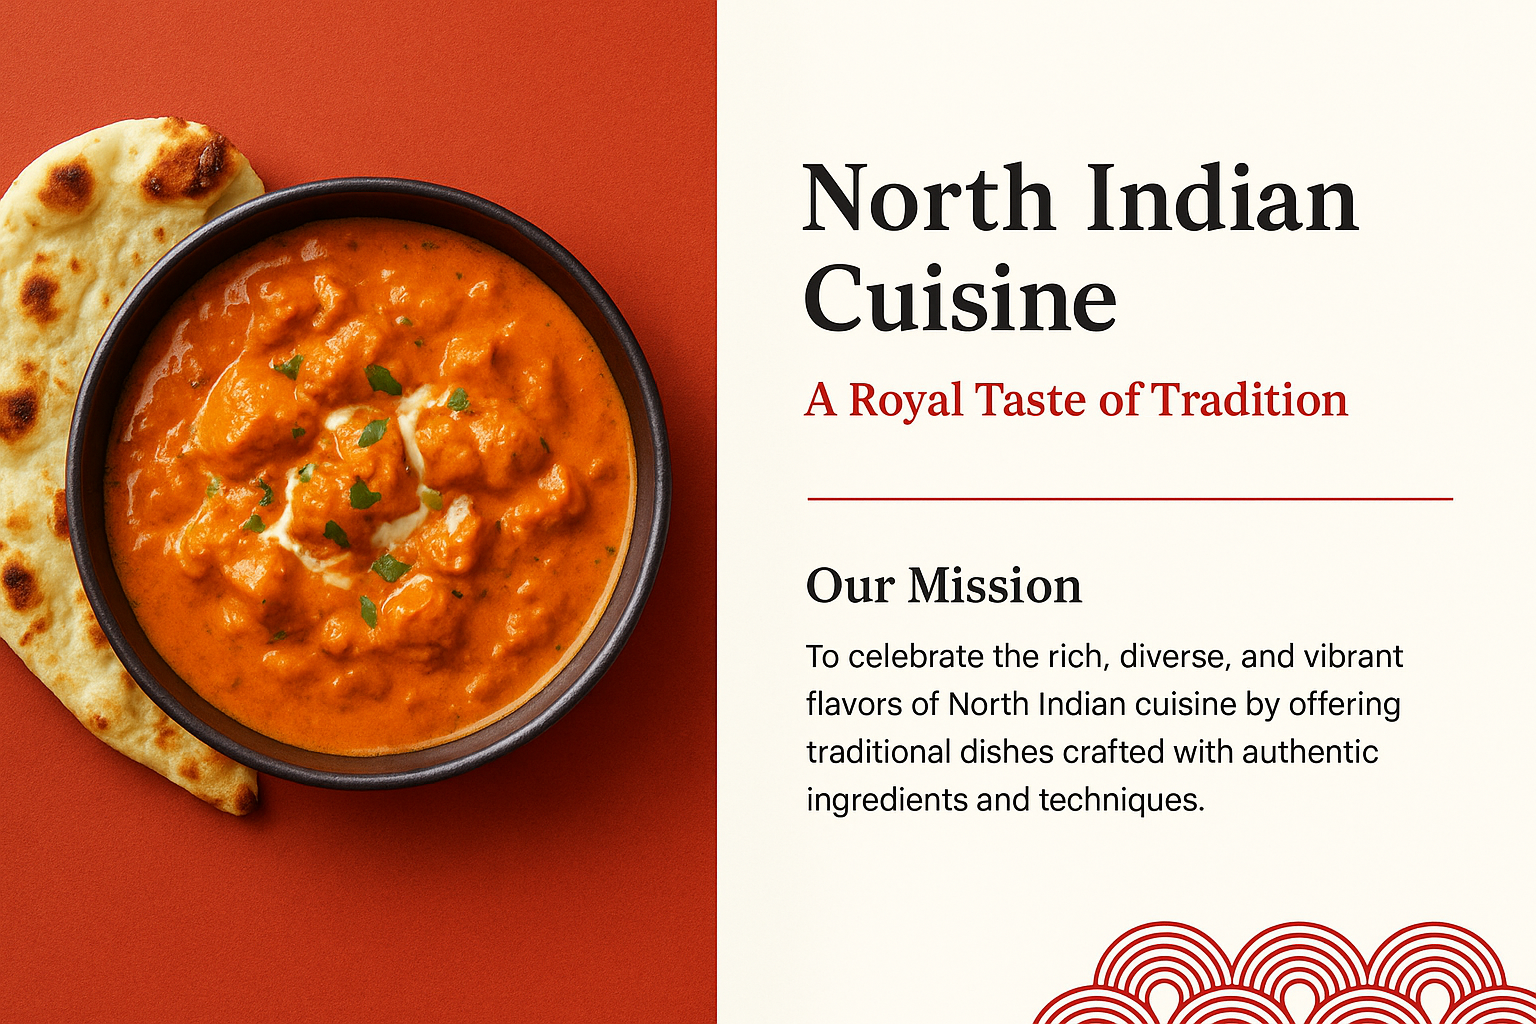 North Indian
Cuisine
A Royal Taste of Tradition
Our Mission
To celebrate the rich, diverse, and vibrant
flavors of North Indian cuisine by offering
traditional dishes crafted with authentic
ingredients and techniques.